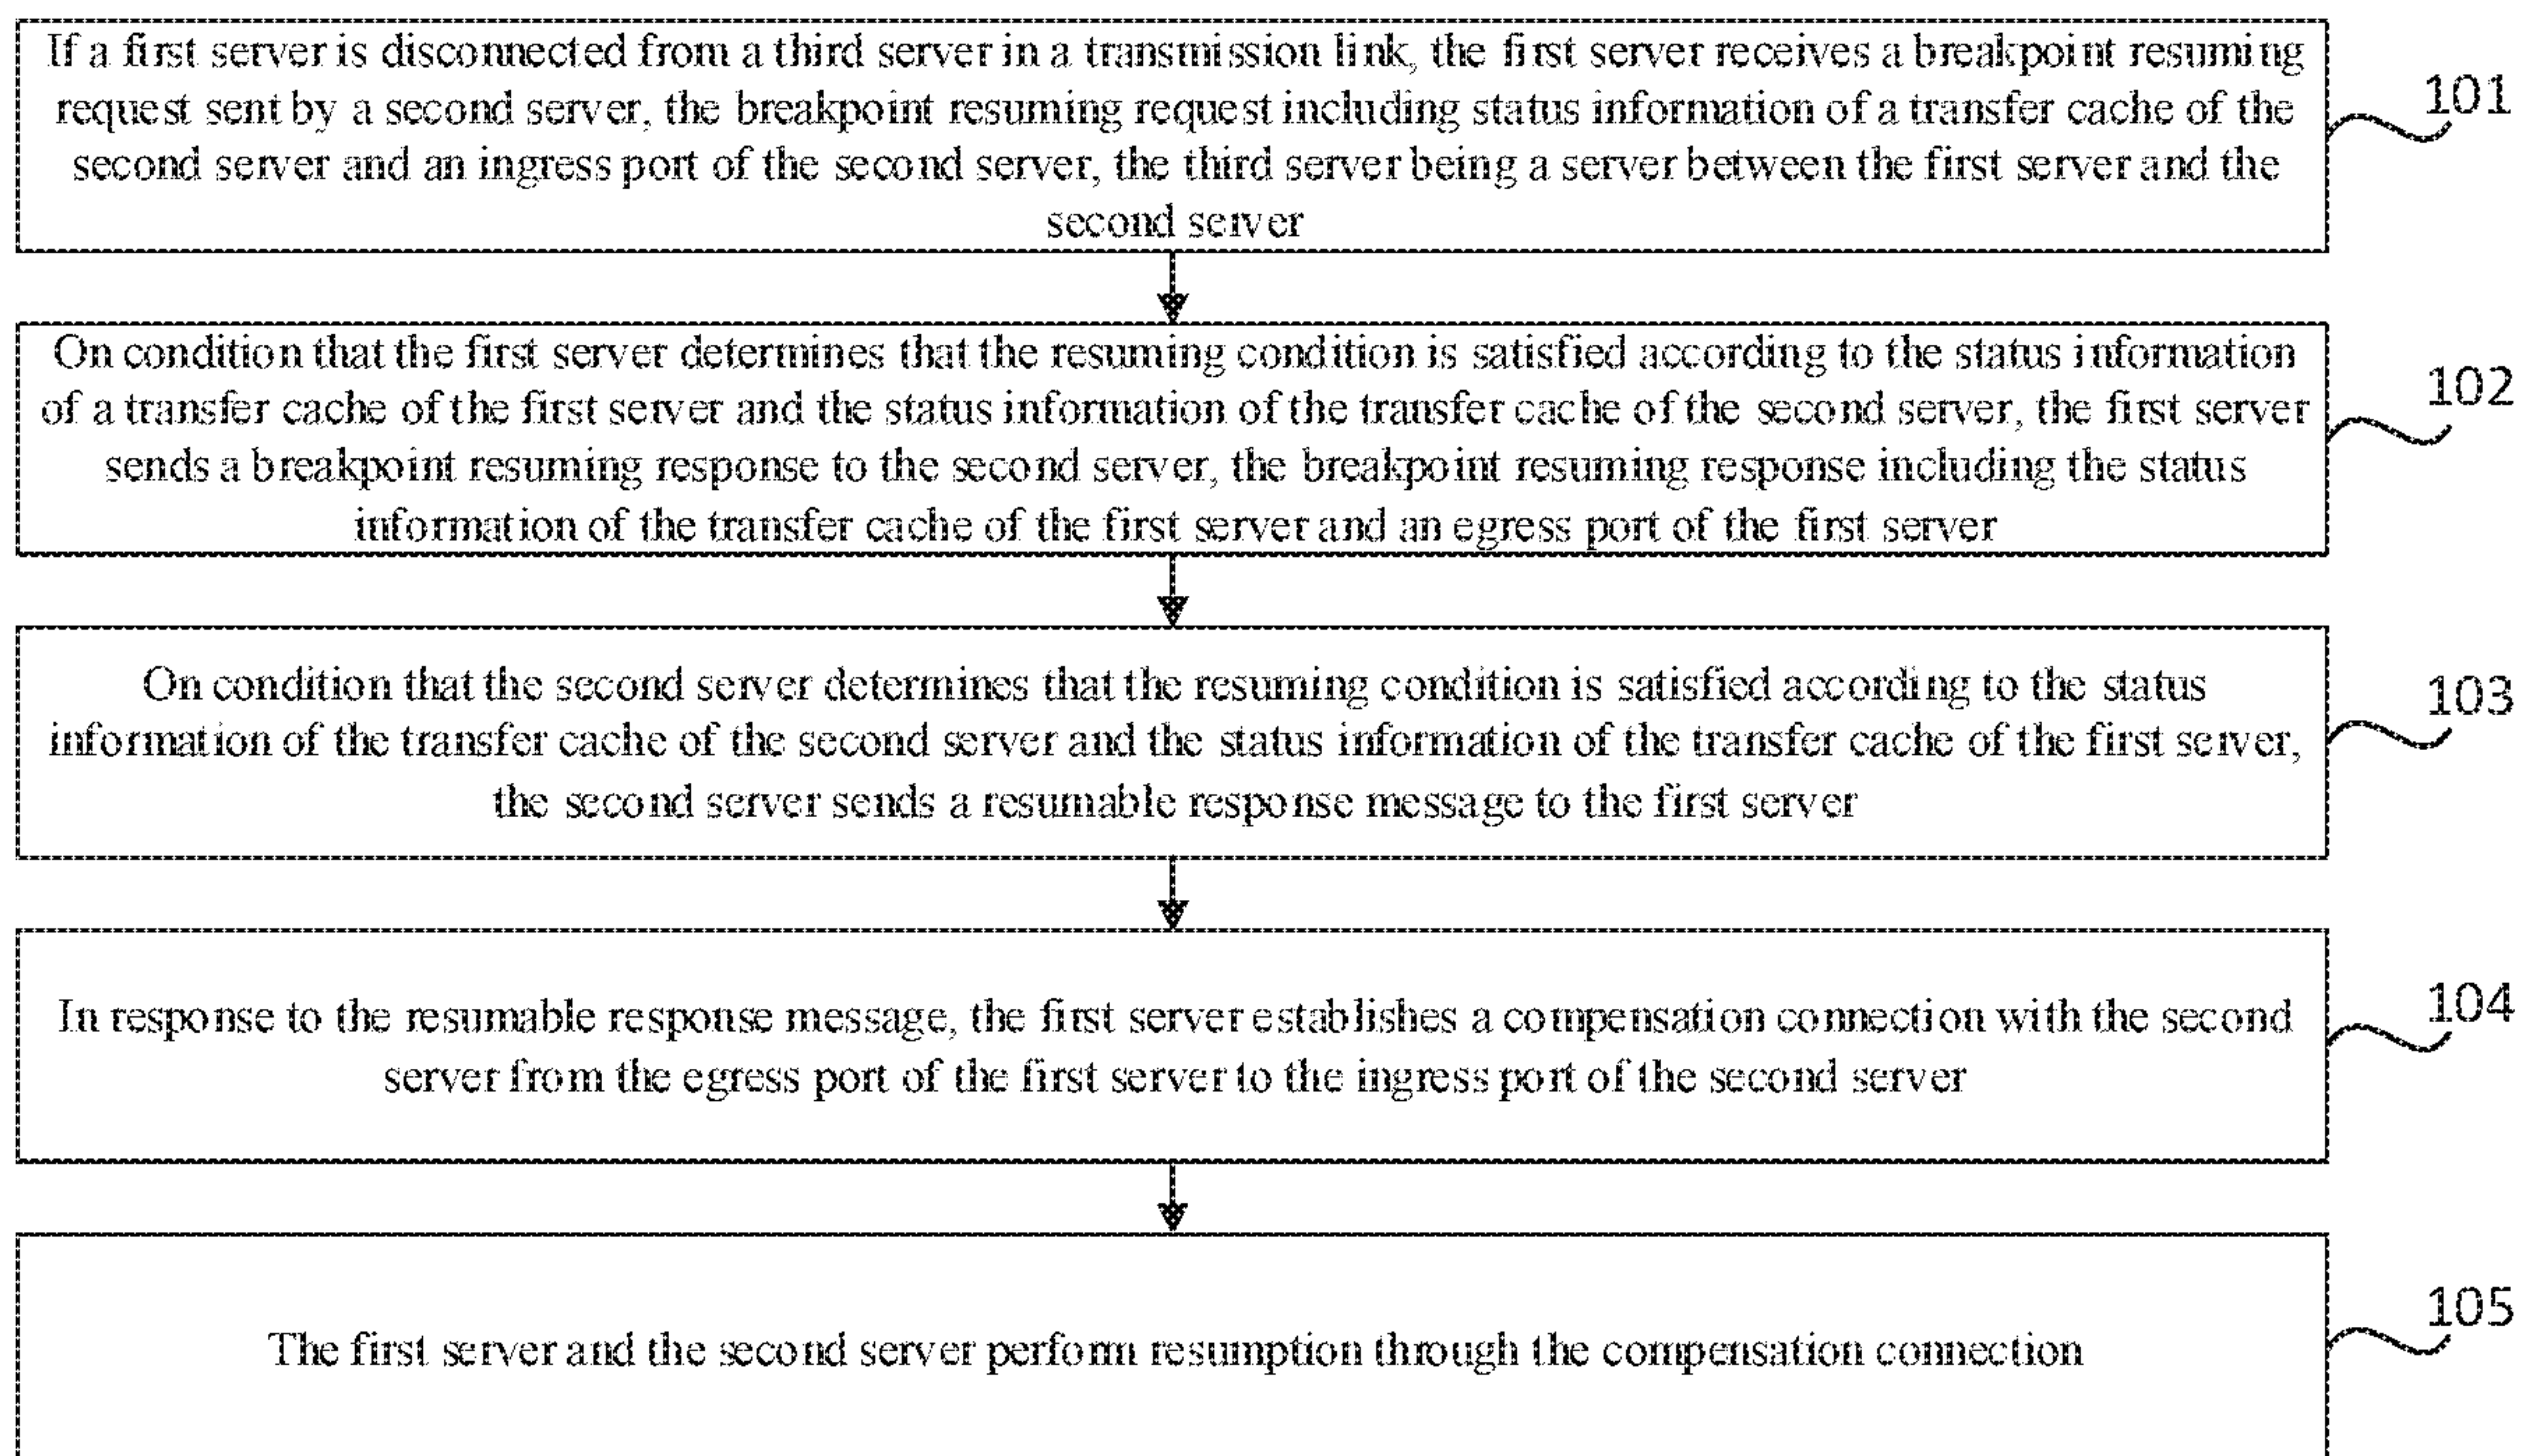 If a first server is disconnected from a third server in a transmission link, the first server receives a breakpoint resuming
request sent by a second server, the breakpoint resuming request including status information of a transfer cache of the
second server and an ingress port of the second server, the third server being a server between the first server and the
second server
101
On condition that the first server determines that the resuming condition is satisfied according to the status information
of a transfer cache of the first server and the status information of the transfer cache of the second server, the first server
sends a breakpoint resuming response to the second server, the breakpoint resuming response including the status
information of the transfer cache of the first server and an egress port of the first server
102
On condition that the second server determines that the resuming condition is satisfied according to the status
information of the transfer cache of the second server and the status information of the transfer cache of the first server,
the second server sends a resumable response message to the first server
103
In response to the resumable response message, the first server establishes a compensation connection with the second
server from the egress port of the first server to the ingress port of the second server
104
The first server and the second server perform resumption through the compensation connection
105